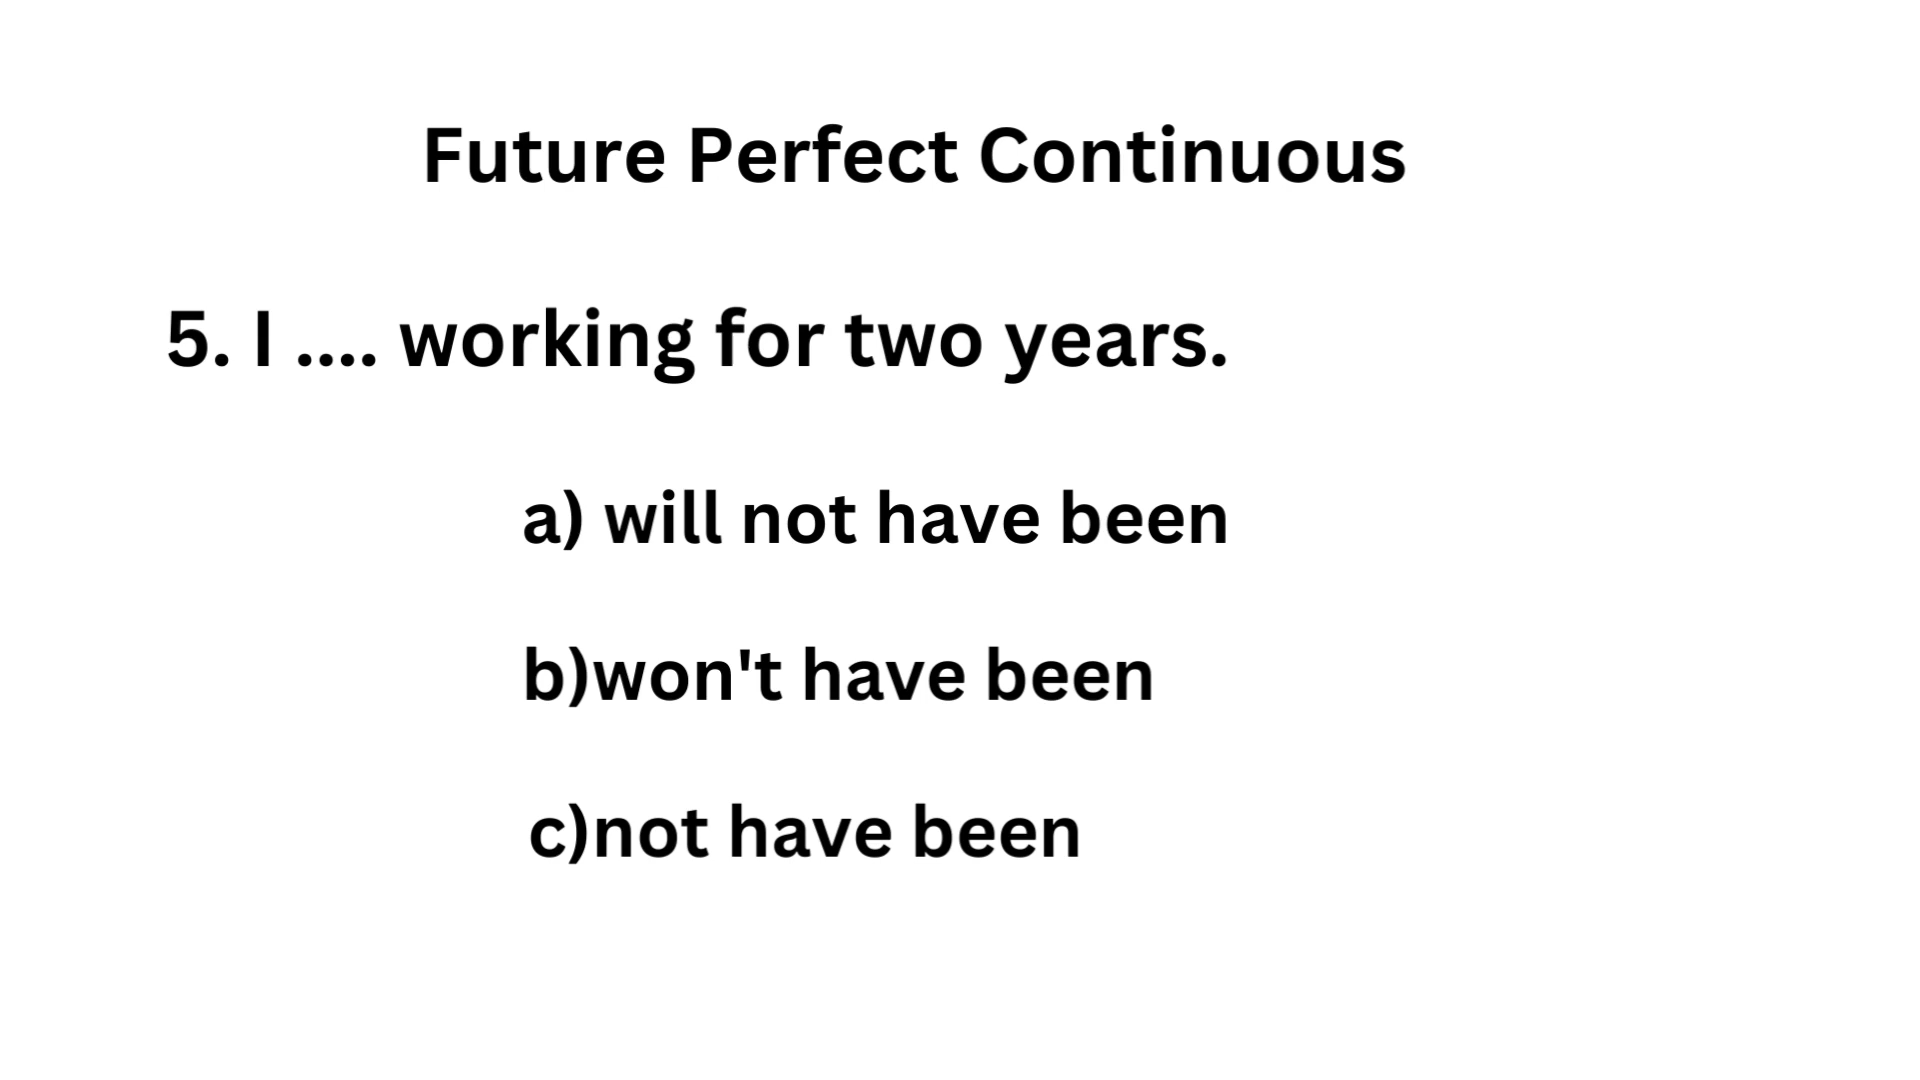 Future Perfect Continuous
5. I .... working for two years.
a) will not have been
b)won't have been
c)not have been